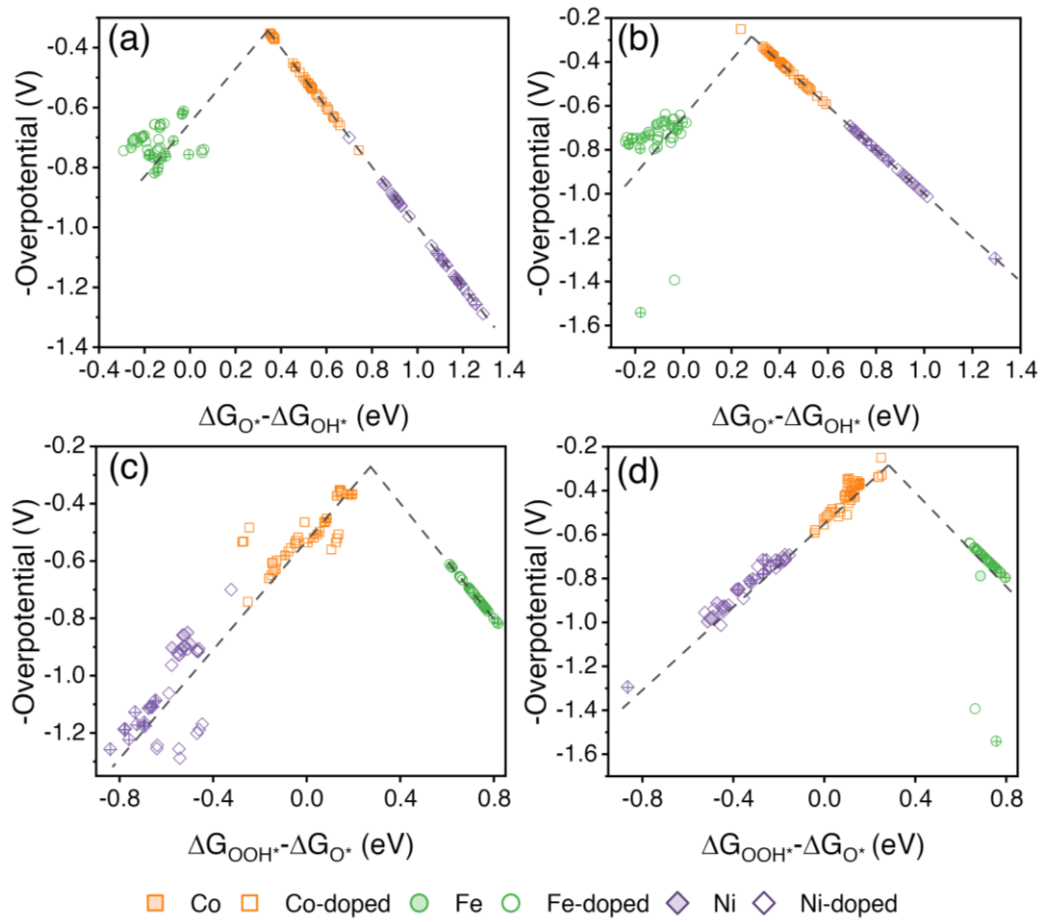 (a)
-Overpotential (V)
-0.4
-0.6
-0.8
-1.0
-1.2
-1.4
-0.4 -0.2 0.0 0.2 0.4 0.6 0.8 1.0 1.2 1.4
ΔG_O*-ΔG_OH* (eV)
(b)
-Overpotential (V)
-0.2
-0.4
-0.6
-0.8
-1.0
-1.2
-1.4
-1.6
-0.2 0.0 0.2 0.4 0.6 0.8 1.0 1.2 1.4
ΔG_O*-ΔG_OH* (eV)
(c)
-Overpotential (V)
-0.2
-0.4
-0.6
-0.8
-1.0
-1.2
-0.8 -0.4 0.0 0.4 0.8
ΔG_OOH*-ΔG_O* (eV)
(d)
-Overpotential (V)
-0.2
-0.4
-0.6
-0.8
-1.0
-1.2
-1.4
-1.6
-0.8 -0.4 0.0 0.4 0.8
ΔG_OOH*-ΔG_O* (eV)
Co Co-doped Fe Fe-doped Ni Ni-doped